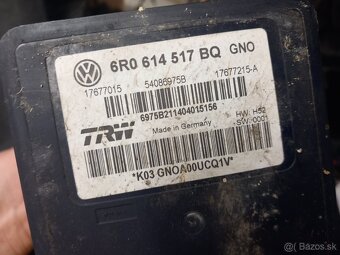 6R0 614 517 BQ GNO
17677015 54086975B 17677215-A
6975B211404015156
TRW
Made in Germany
HW: H52
SW: 0001
*K03 GNOA00UCQ1V*
bazos.sk